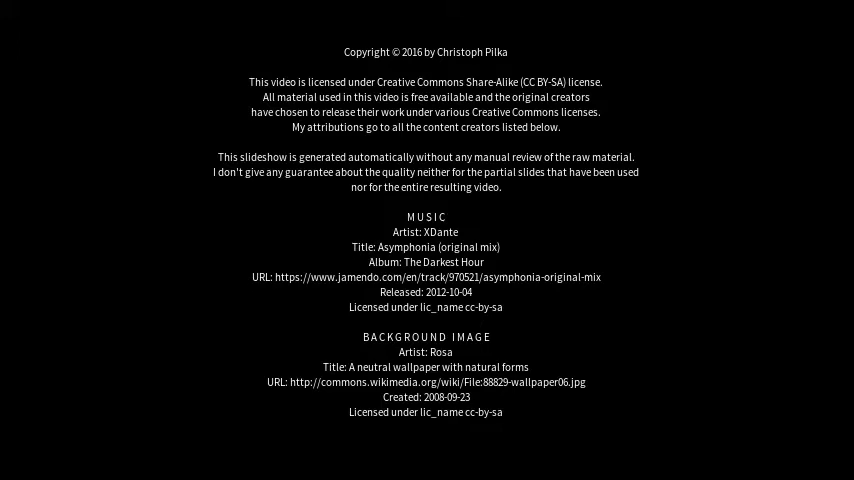 Copyright © 2016 by Christoph Pilka
This video is licensed under Creative Commons Share-Alike (CC BY-SA) license.
All material used in this video is free available and the original creators
have chosen to release their work under various Creative Commons licenses.
My attributions go to all the content creators listed below.
This slideshow is generated automatically without any manual review of the raw material.
I don't give any guarantee about the quality neither for the partial slides that have been used
nor for the entire resulting video.
MUSIC
Artist: XDante
Title: Asymphonia (original mix)
Album: The Darkest Hour
URL: https://www.jamendo.com/en/track/970521/asymphonia-original-mix
Released: 2012-10-04
Licensed under lic_name cc-by-sa
BACKGROUND IMAGE
Artist: Rosa
Title: A neutral wallpaper with natural forms
URL: http://commons.wikimedia.org/wiki/File:88829-wallpaper06.jpg
Created: 2008-09-23
Licensed under lic_name cc-by-sa